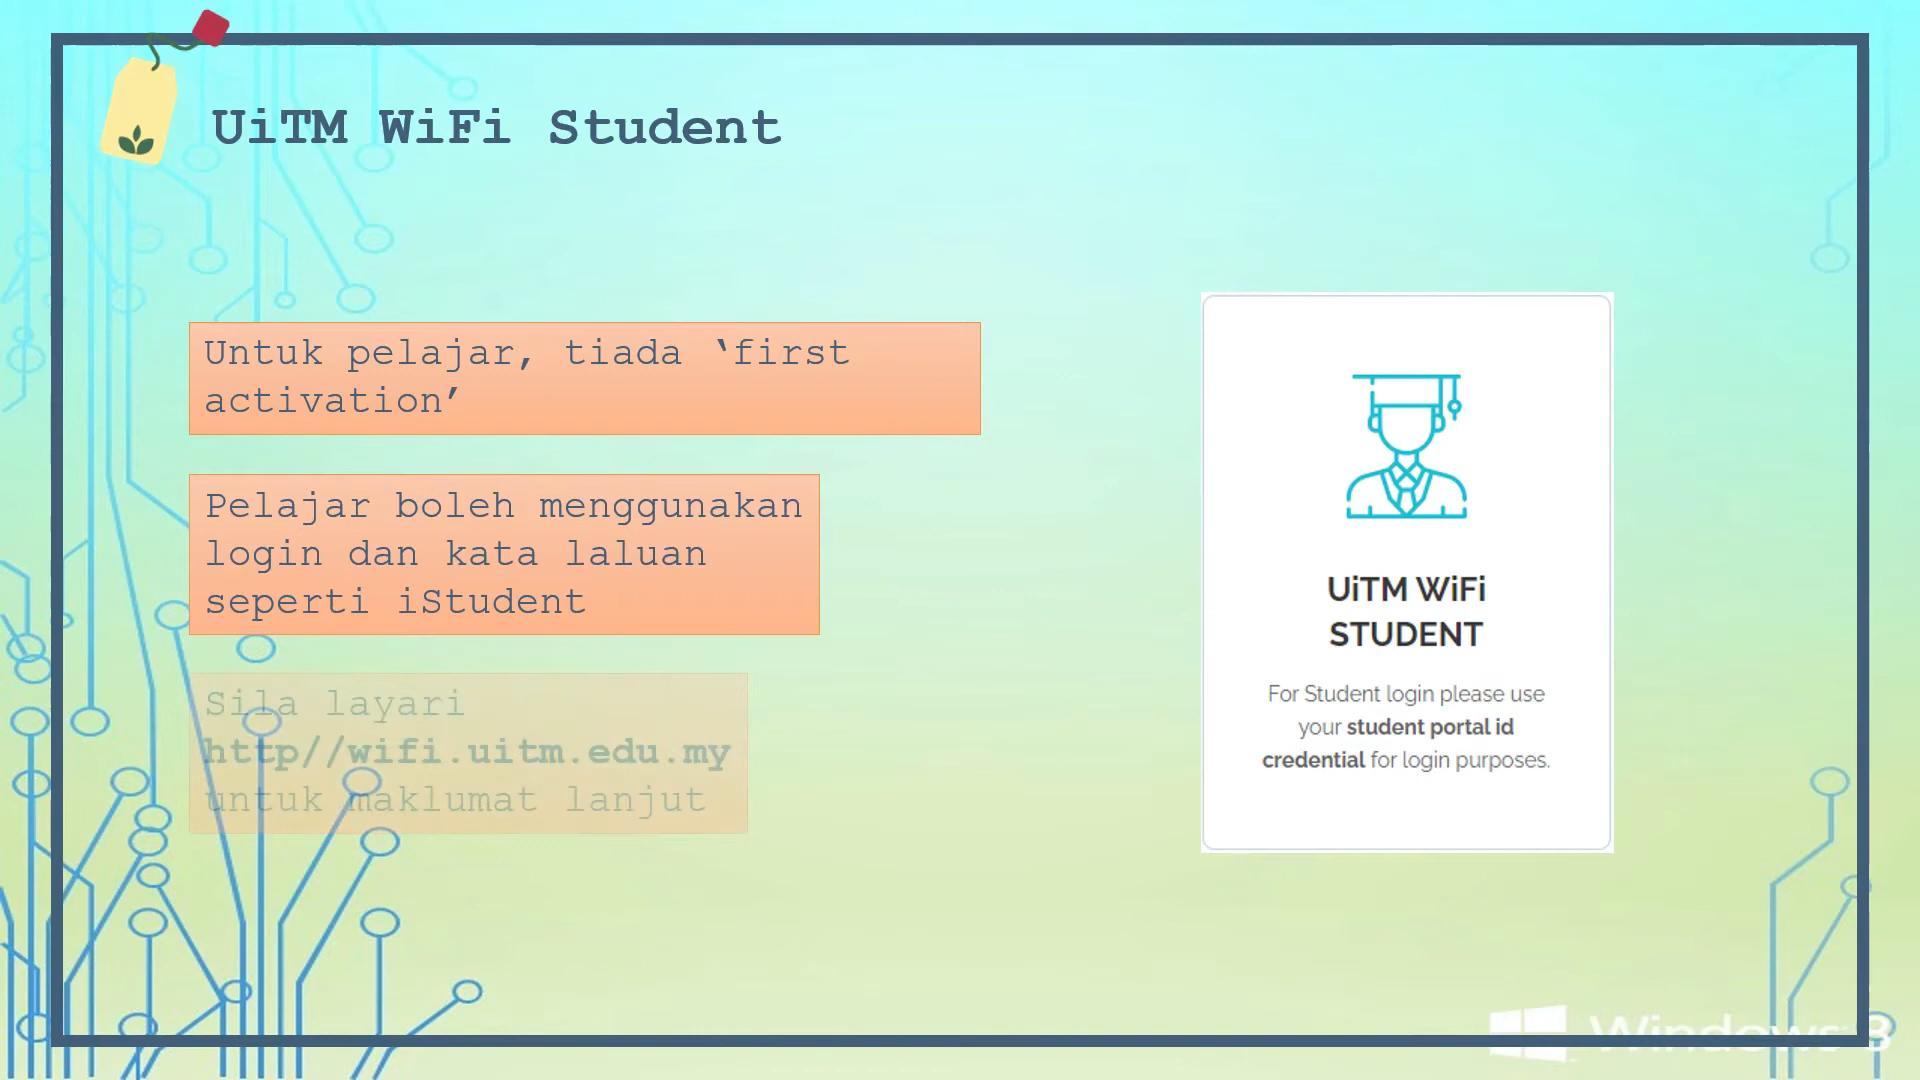 UiTM WiFi Student
Untuk pelajar, tiada ‘first
activation’
Pelajar boleh menggunakan
login dan kata laluan
seperti iStudent
Sila layari
http//wifi.uitm.edu.my
untuk maklumat lanjut
UiTM WiFi
STUDENT
For Student login please use
your student portal id
credential for login purposes.
Windows 8